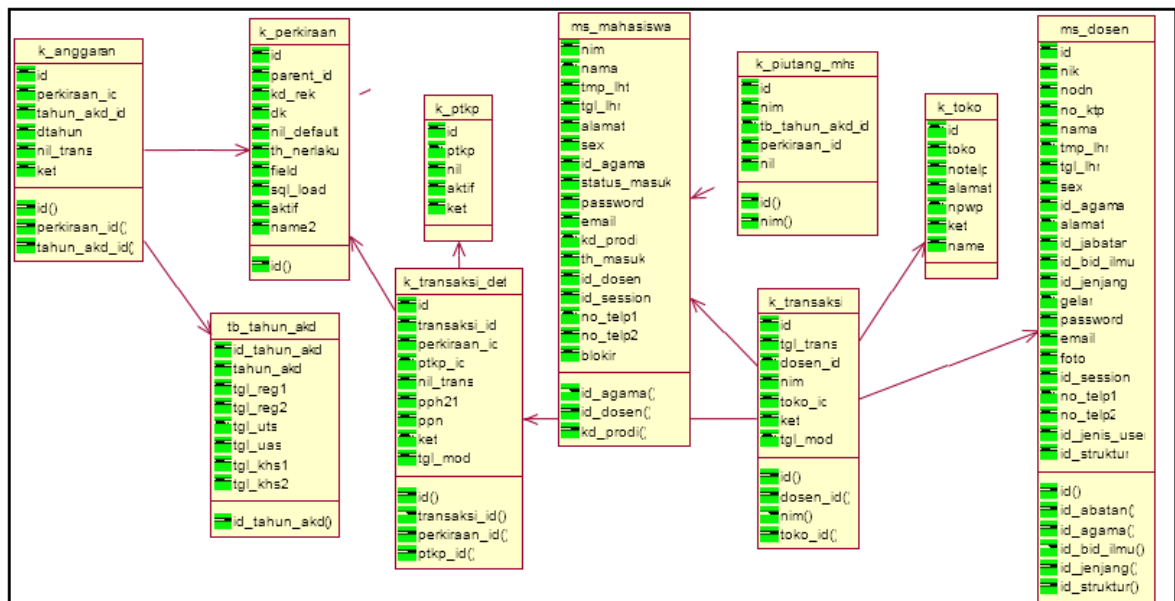 k_anggaran
id
perkiraan_ic
tahun_akd_id
dtahun
nil_trans
ket
id()
perkiraan_id()
tahun_akd_id()
k_perkiraan
id
parent_id
kd_rek
dk
nil_default
th_nerlaku
field
sql_load
aktif
name2
id()
tb_tahun_akd
id_tahun_akd
tahun_akd
tgl_reg1
tgl_reg2
tgl_uts
tgl_uas
tgl_khs1
tgl_khs2
id_tahun_akd()
k_ptkp
id
ptkp
nil
aktif
ket
k_transaksi_det
id
transaksi_id
perkiraan_ic
ptkp_ic
nil_trans
pph21
ppn
ket
tgl_mod
id()
transaksi_id()
perkiraan_id()
ptkp_id()
ms_mahasiswa
nim
nama
tmp_lht
tgl_lhr
alamat
sex
id_agama
status_masuk
password
email
kd_prodi
th_masuk
id_dosen
id_session
no_telp1
no_telp2
blokir
id_agama()
id_dosen()
kd_prodi()
k_piutang_mhs
id
nim
tb_tahun_akd_id
perkiraan_id
nil
id()
nim()
k_transaksi
id
tgl_trans
dosen_id
nim
toko_ic
ket
tgl_mod
id()
dosen_id()
nim()
toko_id()
k_toko
id
toko
notelp
alamat
npwp
ket
name
ms_dosen
id
nik
nodn
no_ktp
nama
tmp_lhr
tgl_lhr
sex
id_agama
alamat
id_jabatan
id_bid_ilmu
id_jenjang
gelar
password
email
foto
id_session
no_telp1
no_telp2
id_jenis_user
id_struktur
id()
id_abatan()
id_agama()
id_bid_ilmu()
id_jenjang()
id_struktur()